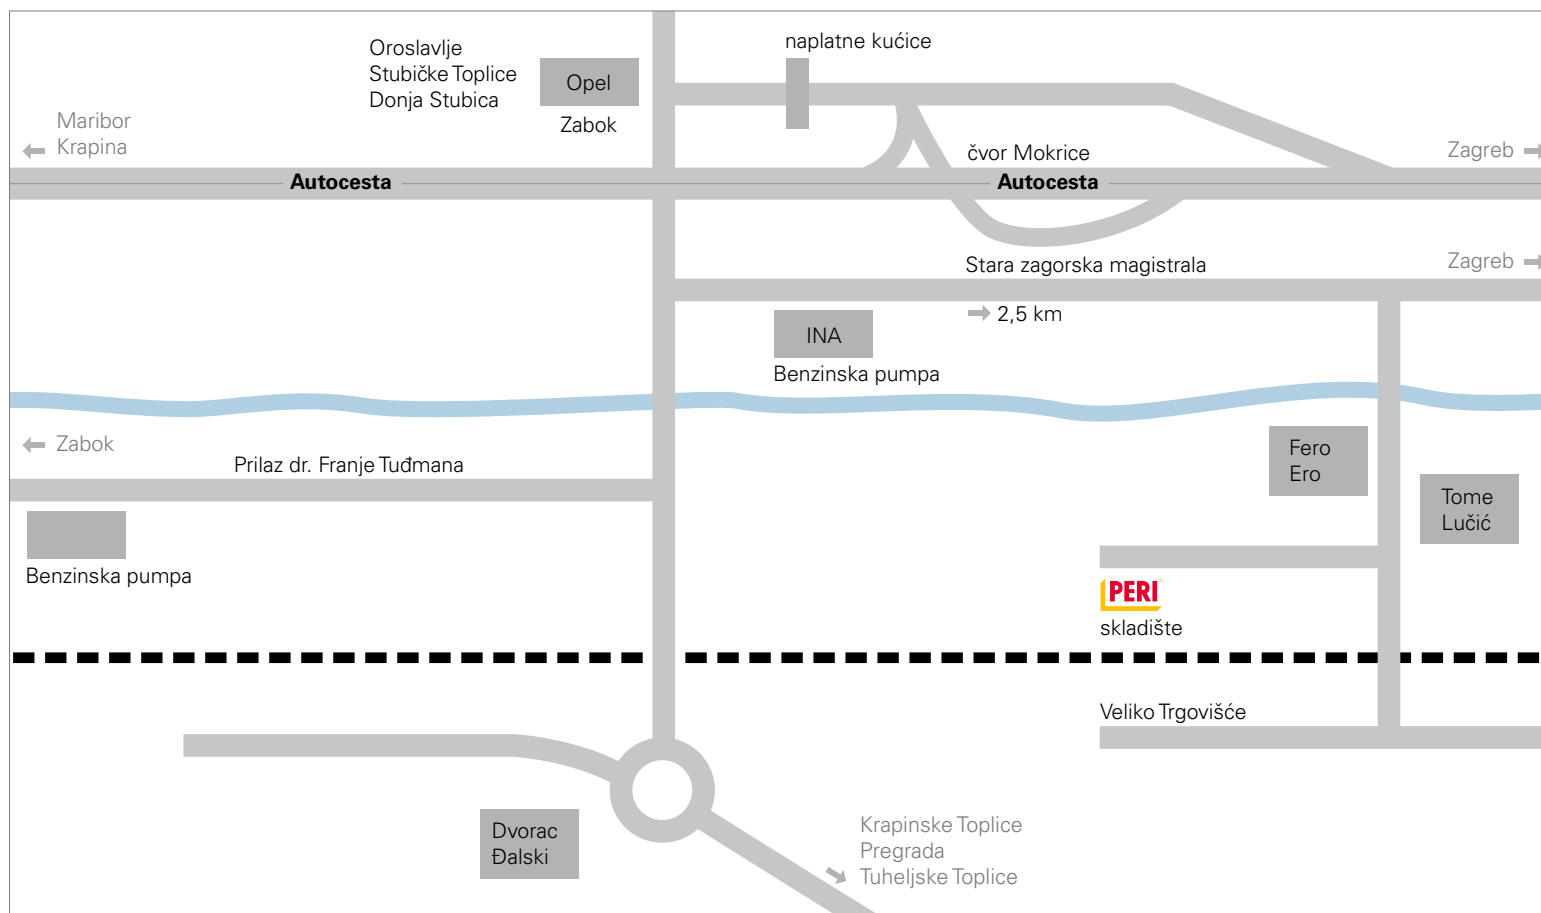 Oroslavlje
Stubičke Toplice
Donja Stubica
Opel
Zabok
naplatne kućice
Maribor
Krapina
čvor Mokrice
Zagreb
Autocesta
Autocesta
Stara zagorska magistrala
Zagreb
2,5 km
INA
Benzinska pumpa
Zabok
Prilaz dr. Franje Tuđmana
Fero
Ero
Tome
Lučić
Benzinska pumpa
PERI
skladište
Veliko Trgovišće
Dvorac
Đalski
Krapinske Toplice
Pregrada
Tuheljske Toplice